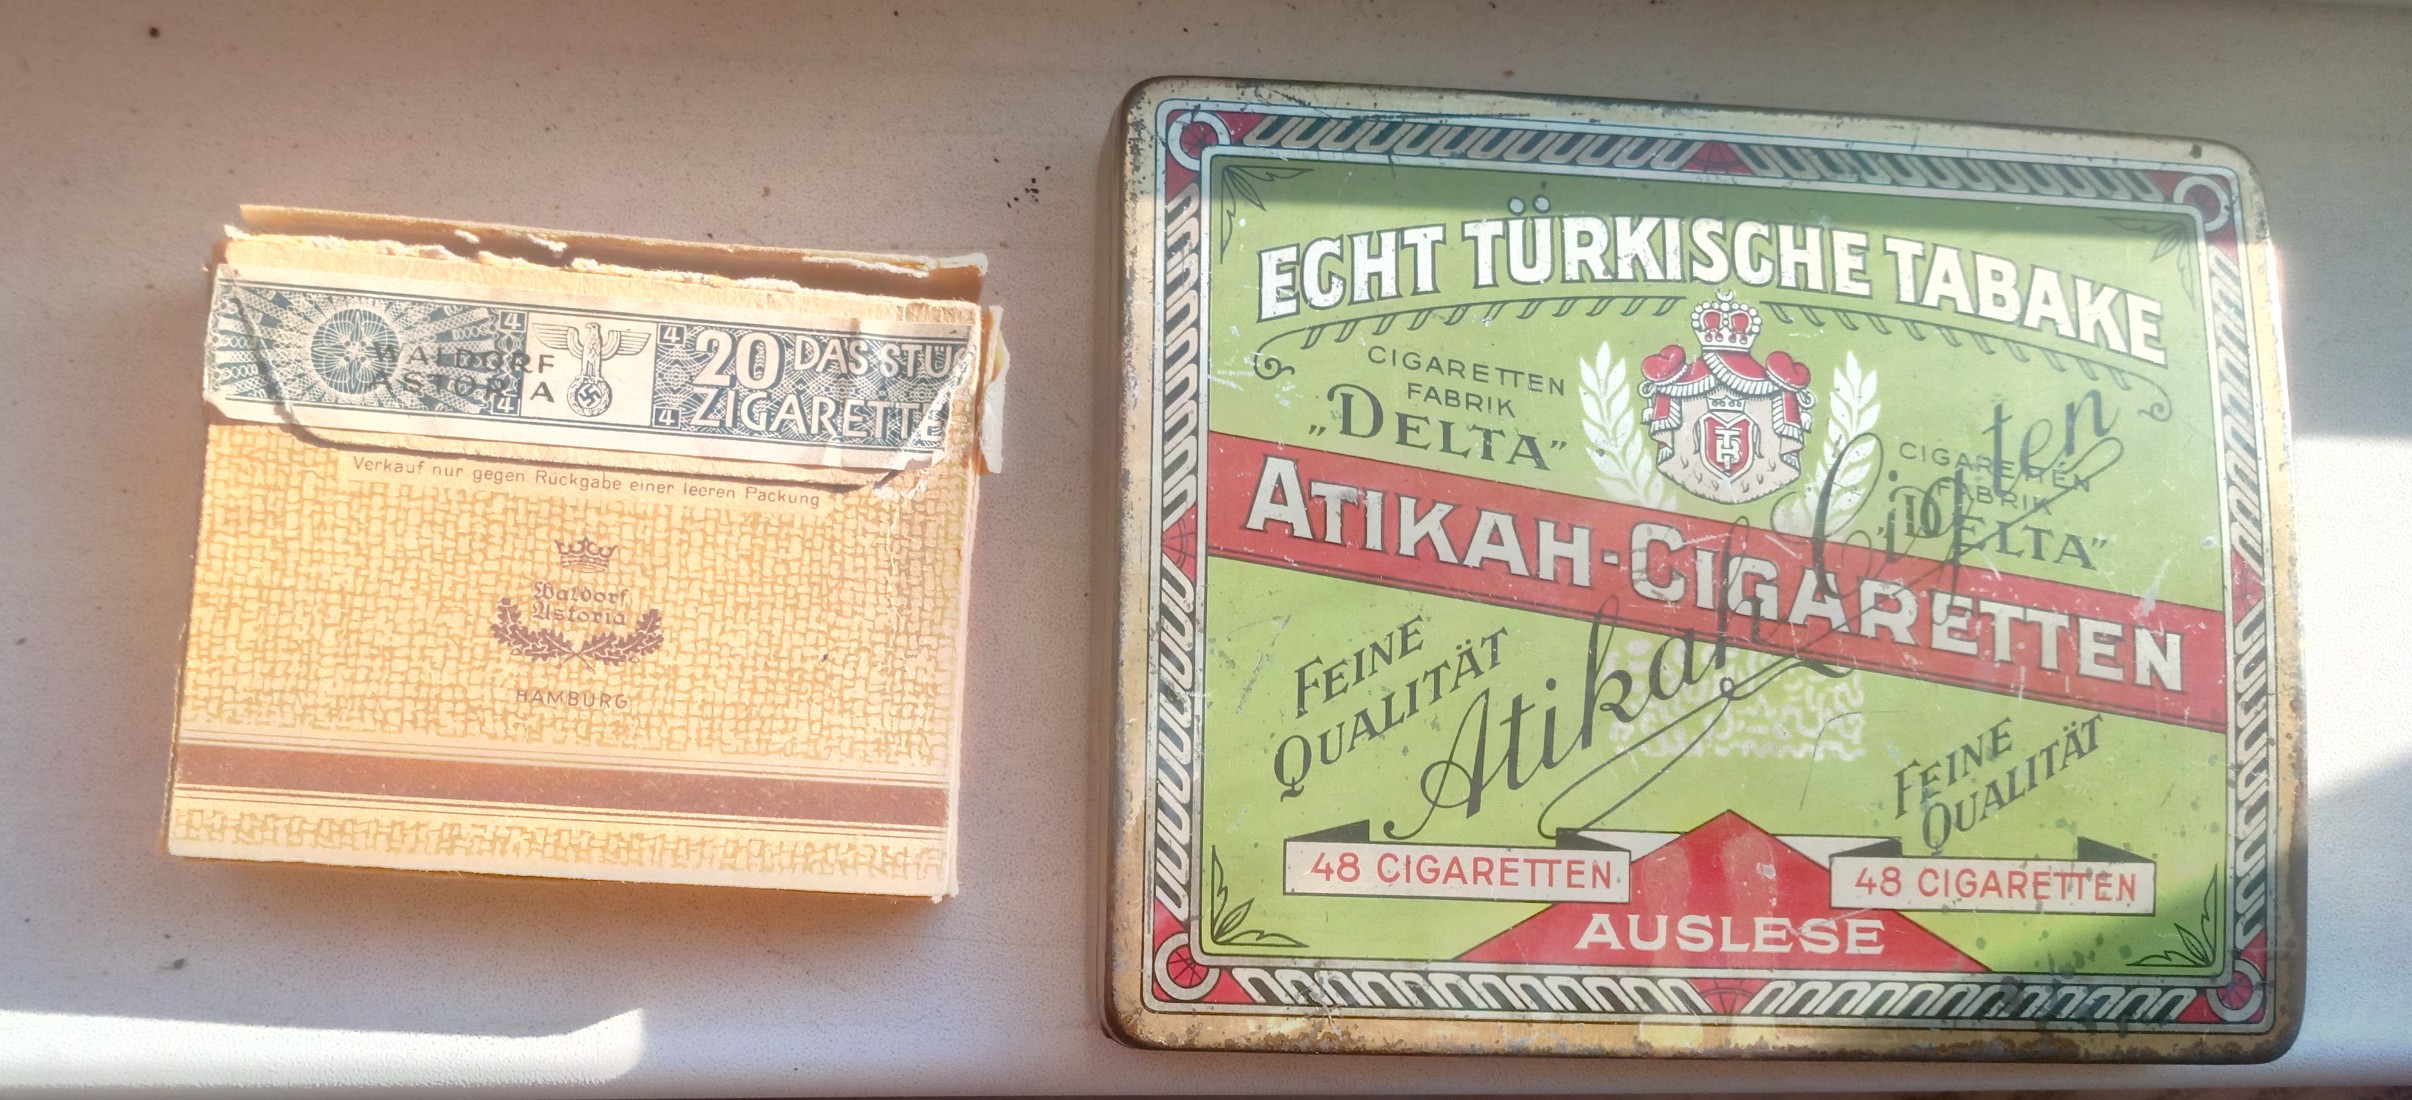 4
4
4
4
20 DAS STÜC
ZIGARETTE
WALDORF
ASTORIA
Verkauf nur gegen Rückgabe einer leeren Packung
Waldorf
Astoria
HAMBURG
ECHT TÜRKISCHE TABAKE
CIGARETTEN
FABRIK
„DELTA”
CIGARETTEN
FABRIK
„DELTA”
ATIKAH-CIGARETTEN
Atikah Cigten
FEINE
QUALITÄT
FEINE
QUALITÄT
48 CIGARETTEN
48 CIGARETTEN
AUSLESE